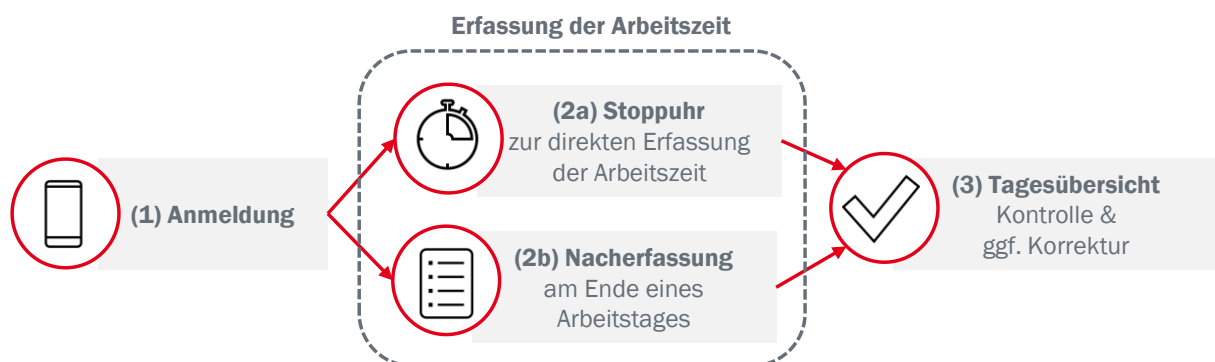 Erfassung der Arbeitszeit
(1) Anmeldung
(2a) Stoppuhr
zur direkten Erfassung
der Arbeitszeit
(2b) Nacherfassung
am Ende eines
Arbeitstages
(3) Tagesübersicht
Kontrolle &
ggf. Korrektur